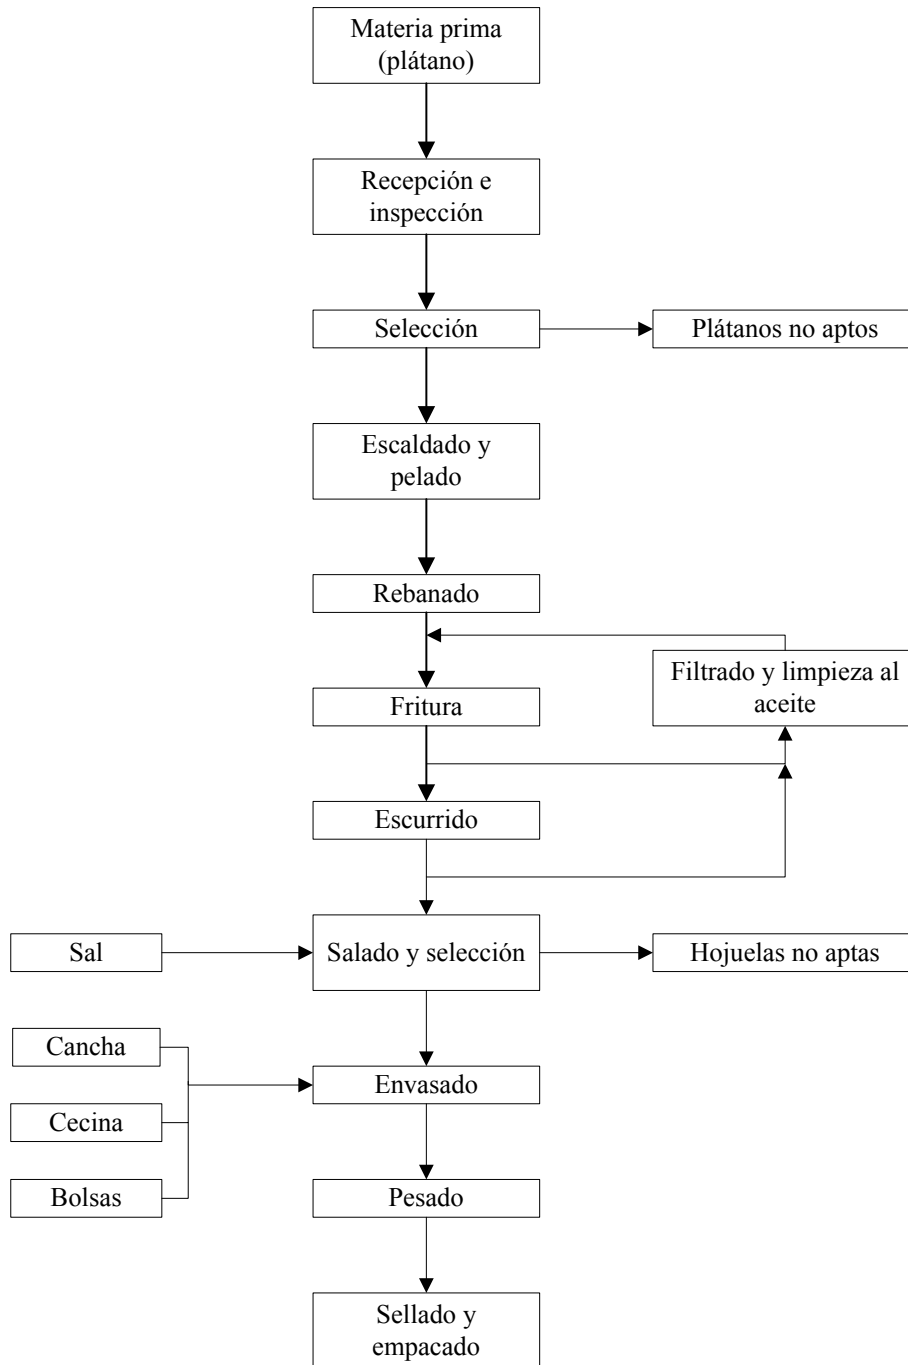 Materia prima
(plátano)
Recepción e
inspección
Selección
Plátanos no aptos
Escaldado y
pelado
Rebanado
Filtrado y limpieza al
aceite
Fritura
Escurrido
Sal
Salado y selección
Hojuelas no aptas
Cancha
Envasado
Cecina
Bolsas
Pesado
Sellado y
empacado